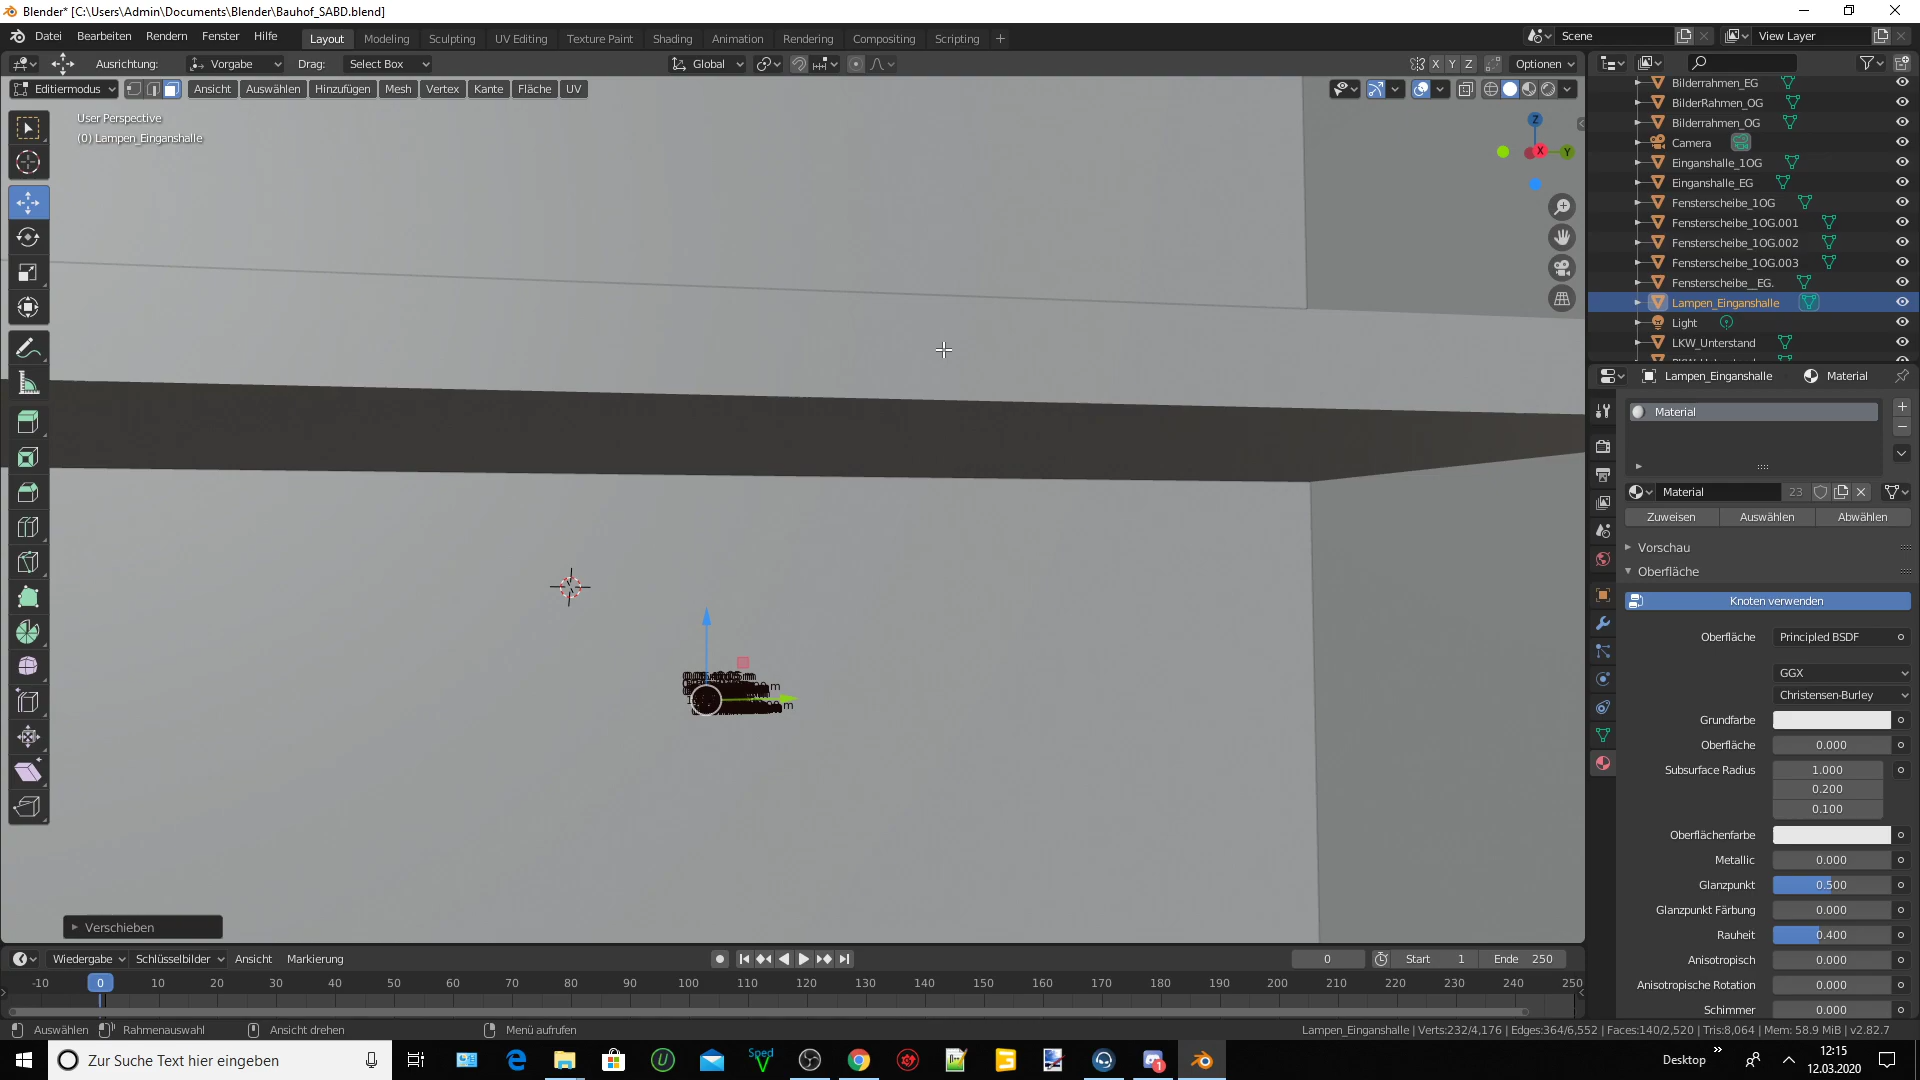 Blender* [C:\Users\Admin\Documents\Blender\Bauhof_SABD.blend]
Datei Bearbeiten Rendern Fenster Hilfe Layout Modeling Sculpting UV Editing Texture Paint Shading Animation Rendering Compositing Scripting + Scene View Layer
Ausrichtung: Vorgabe Drag: Select Box Global X Y Z Optionen
Editiermodus Ansicht Auswählen Hinzufügen Mesh Vertex Kante Fläche UV
User Perspective
(0) Lampen_Einganshalle
Z
X
Y
Verschieben
Bilderrahmen_EG
BilderRahmen_OG
Bilderrahmen_OG
Camera
Einganshalle_1OG
Einganshalle_EG
Fensterscheibe_1OG
Fensterscheibe_1OG.001
Fensterscheibe_1OG.002
Fensterscheibe_1OG.003
Fensterscheibe__EG.
Lampen_Einganshalle
Light
LKW_Unterstand
Lampen_Einganshalle Material
Material
Material 23
Zuweisen Auswählen Abwählen
Vorschau
Oberfläche
Knoten verwenden
Oberfläche Principled BSDF
GGX
Christensen-Burley
Grundfarbe
Oberfläche 0.000
Subsurface Radius 1.000
0.200
0.100
Oberflächenfarbe
Metallic 0.000
Glanzpunkt 0.500
Glanzpunkt Färbung 0.000
Rauheit 0.400
Anisotropisch 0.000
Anisotropische Rotation 0.000
Schimmer 0.000
Wiedergabe Schlüsselbilder Ansicht Markierung 0 Start 1 Ende 250
-10 0 10 20 30 40 50 60 70 80 90 100 110 120 130 140 150 160 170 180 190 200 210 220 230 240 250
Auswählen Rahmenauswahl Ansicht drehen Menü aufrufen Lampen_Einganshalle | Verts:232/4,176 | Edges:364/6,552 | Faces:140/2,520 | Tris:8,064 | Mem: 58.9 MiB | v2.82.7
Zur Suche Text hier eingeben Sped V 1 Desktop 12:15
12.03.2020